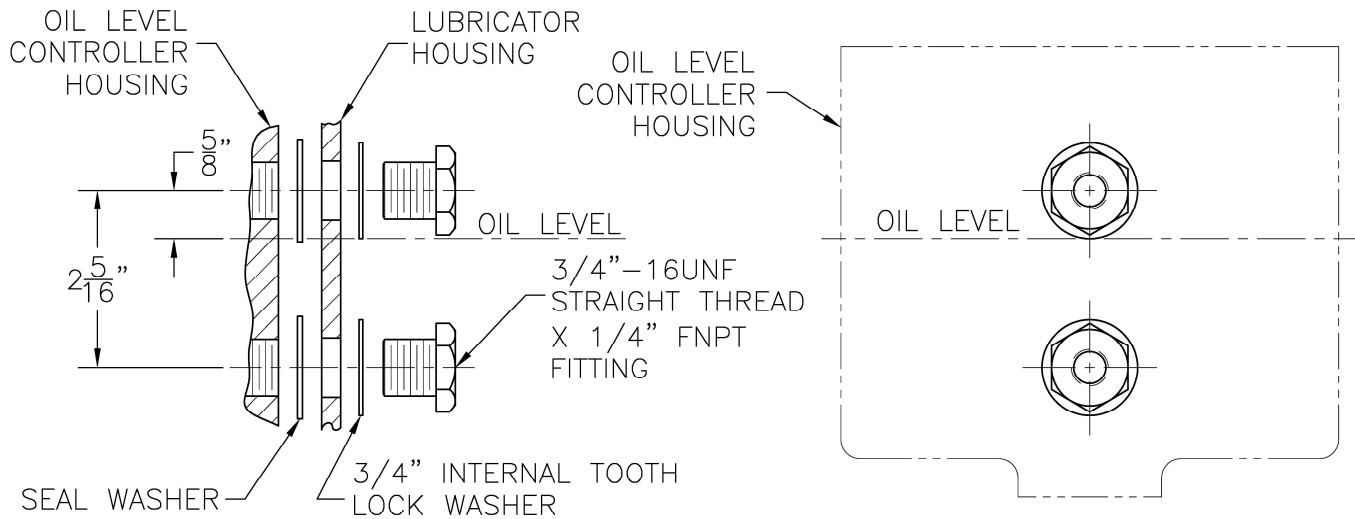 OIL LEVEL
CONTROLLER
HOUSING
LUBRICATOR
HOUSING
5/8”
2 5/16”
OIL LEVEL
3/4”–16UNF
STRAIGHT THREAD
X 1/4” FNPT
FITTING
SEAL WASHER
3/4” INTERNAL TOOTH
LOCK WASHER
OIL LEVEL
CONTROLLER
HOUSING
OIL LEVEL